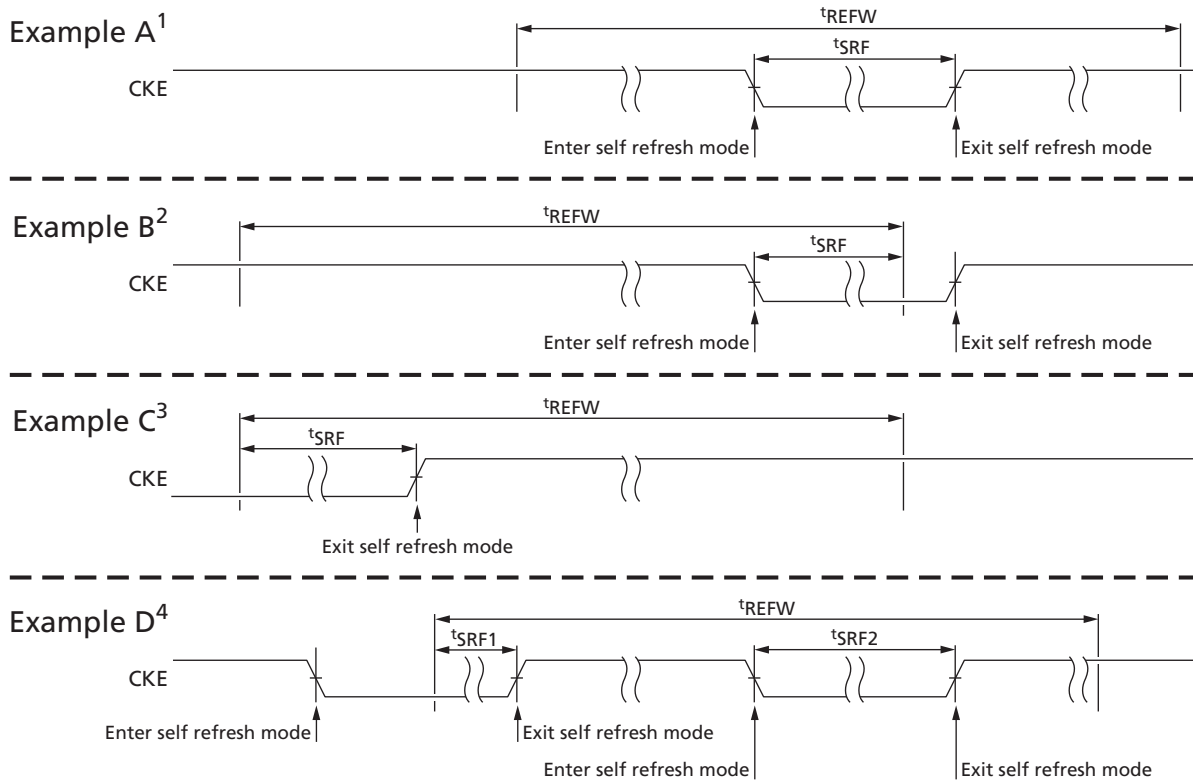 Example A¹
ᵗREFW
ᵗSRF
CKE
Enter self refresh mode
Exit self refresh mode
Example B²
ᵗREFW
ᵗSRF
CKE
Enter self refresh mode
Exit self refresh mode
Example C³
ᵗREFW
ᵗSRF
CKE
Exit self refresh mode
Example D⁴
ᵗREFW
ᵗSRF1
ᵗSRF2
CKE
Enter self refresh mode
Exit self refresh mode
Enter self refresh mode
Exit self refresh mode